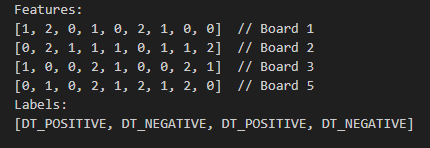 Features:
[1, 2, 0, 1, 0, 2, 1, 0, 0]  // Board 1
[0, 2, 1, 1, 1, 0, 1, 1, 2]  // Board 2
[1, 0, 0, 2, 1, 0, 0, 2, 1]  // Board 3
[0, 1, 0, 2, 1, 2, 1, 2, 0]  // Board 5
Labels:
[DT_POSITIVE, DT_NEGATIVE, DT_POSITIVE, DT_NEGATIVE]